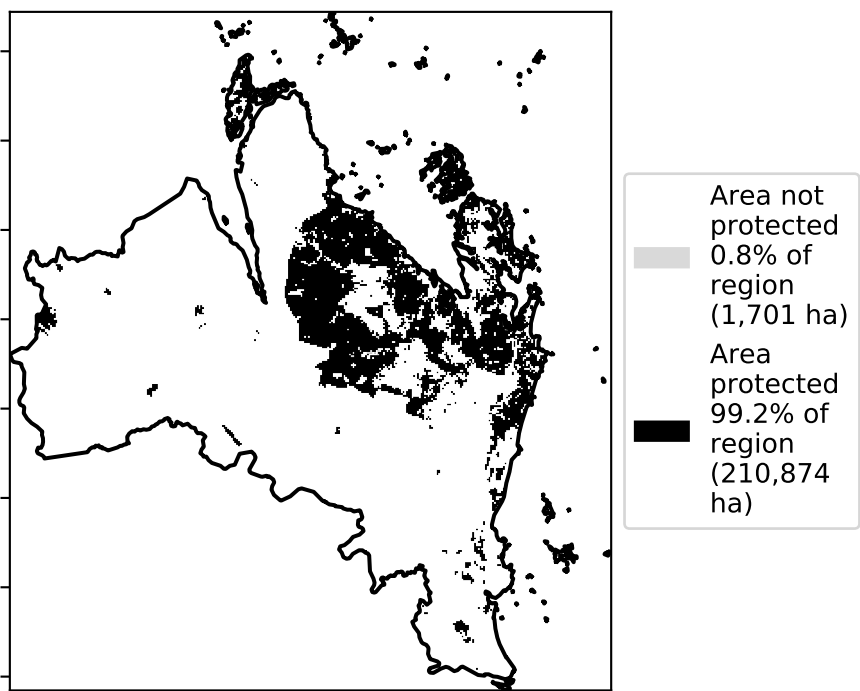 Area not
protected
0.8% of
region
(1,701 ha)
Area
protected
99.2% of
region
(210,874
ha)